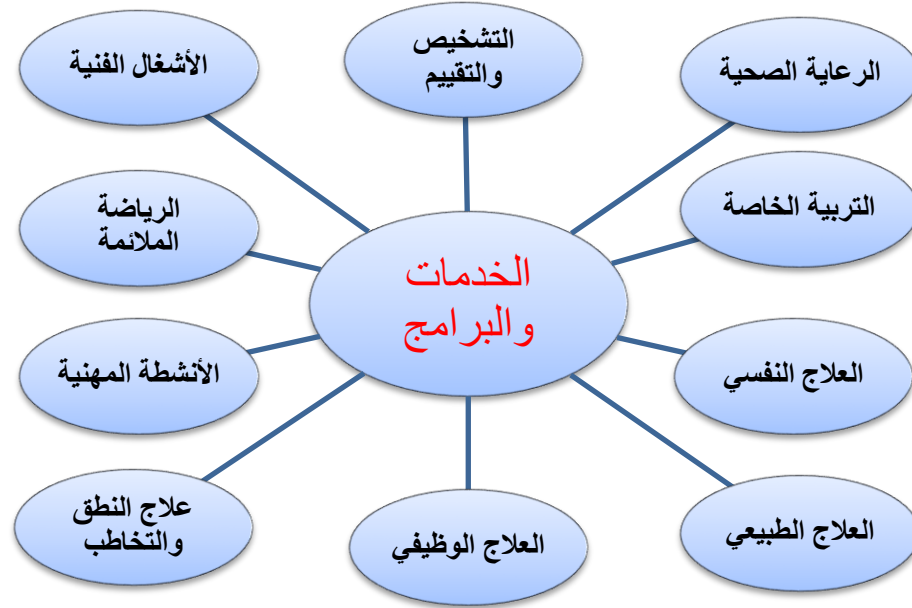 التشخيص
والتقييم
الرعاية الصحية
التربية الخاصة
العلاج النفسي
العلاج الطبيعي
العلاج الوظيفي
علاج النطق
والتخاطب
الأنشطة المهنية
الرياضة
الملائمة
الأشغال الفنية
الخدمات
والبرامج